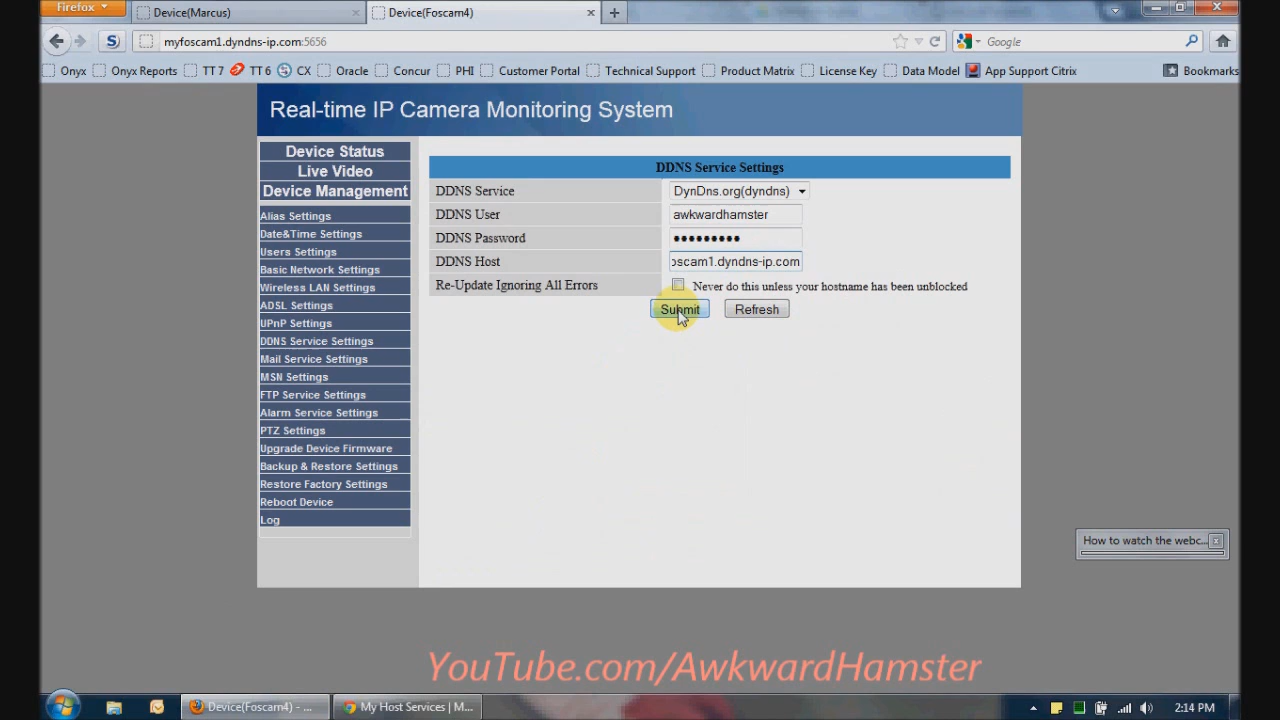 Firefox
Device(Marcus)
Device(Foscam4)
myfoscam1.dyndns-ip.com:5656
Google
Onyx Onyx Reports TT 7 TT 6 CX Oracle Concur PHI Customer Portal Technical Support Product Matrix License Key Data Model App Support Citrix Bookmarks
Real-time IP Camera Monitoring System
Device Status
Live Video
Device Management
Alias Settings
Date&Time Settings
Users Settings
Basic Network Settings
Wireless LAN Settings
ADSL Settings
UPnP Settings
DDNS Service Settings
Mail Service Settings
MSN Settings
FTP Service Settings
Alarm Service Settings
PTZ Settings
Upgrade Device Firmware
Backup & Restore Settings
Restore Factory Settings
Reboot Device
Log
DDNS Service Settings
DDNS Service DynDns.org(dyndns)
DDNS User awkwardhamster
DDNS Password •••••••••
DDNS Host oscam1.dyndns-ip.com
Re-Update Ignoring All Errors Never do this unless your hostname has been unblocked
Submit Refresh
How to watch the webc...
YouTube.com/AwkwardHamster
Device(Foscam4) - ...
My Host Services | M...
2:14 PM